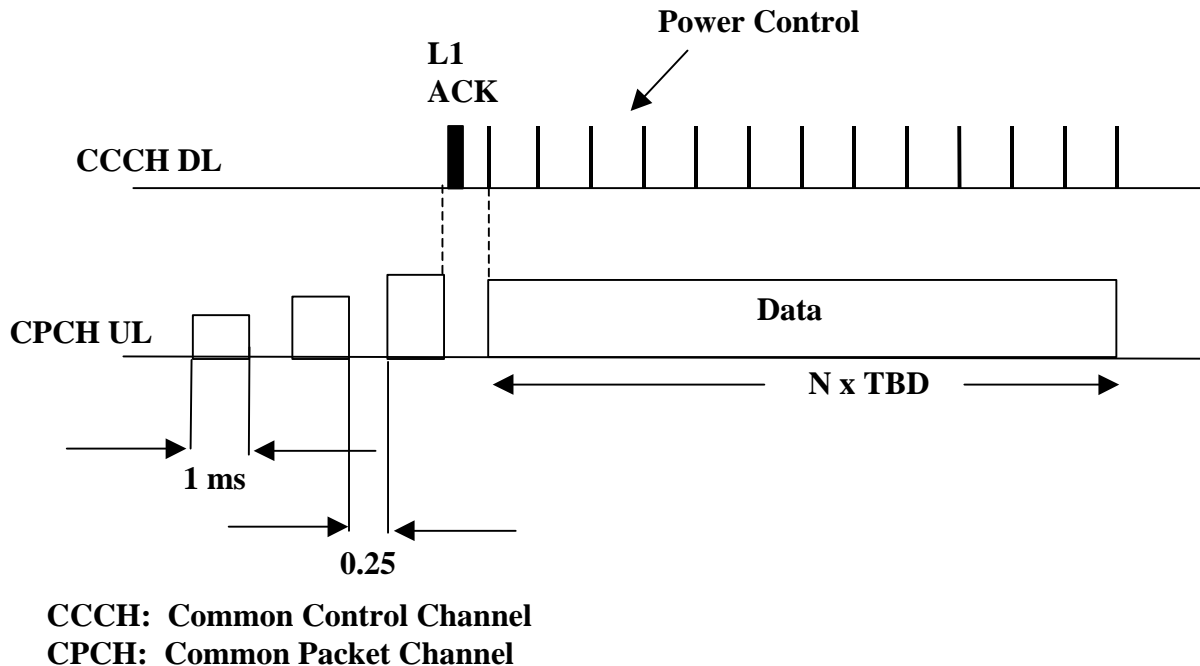 Power Control
L1
ACK
CCCH DL
CPCH UL
Data
N x TBD
1 ms
0.25
CCCH: Common Control Channel
CPCH: Common Packet Channel